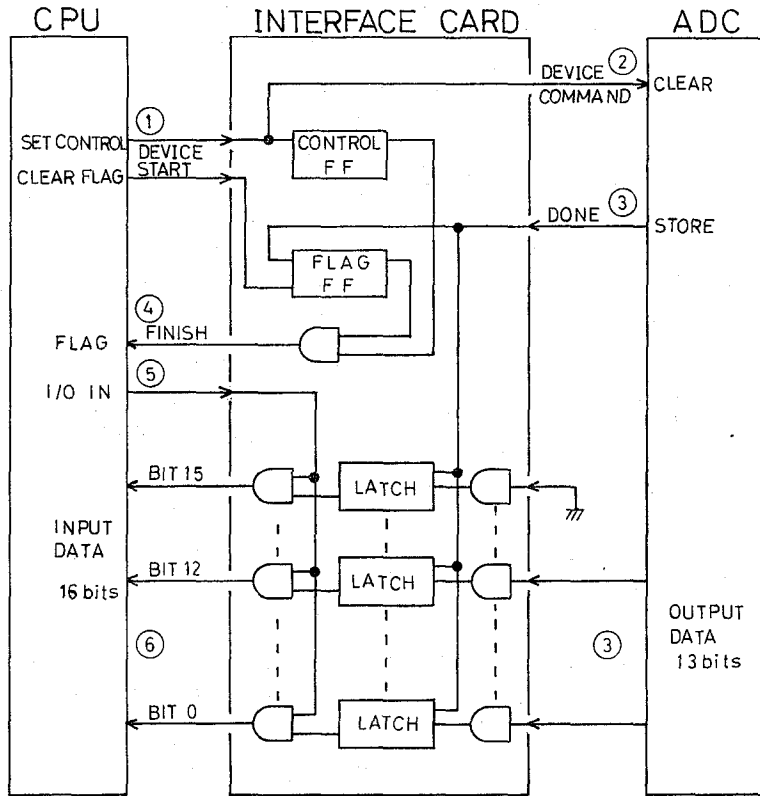 CPU
INTERFACE CARD
ADC
DEVICE ②
COMMAND
CLEAR
①
SET CONTROL
DEVICE
START
CONTROL
F F
CLEAR FLAG
DONE ③
STORE
FLAG
F F
④
FINISH
FLAG
⑤
I/O IN
BIT 15
LATCH
INPUT
DATA
16 bits
BIT 12
LATCH
⑥
③
OUTPUT
DATA
13 bits
BIT 0
LATCH